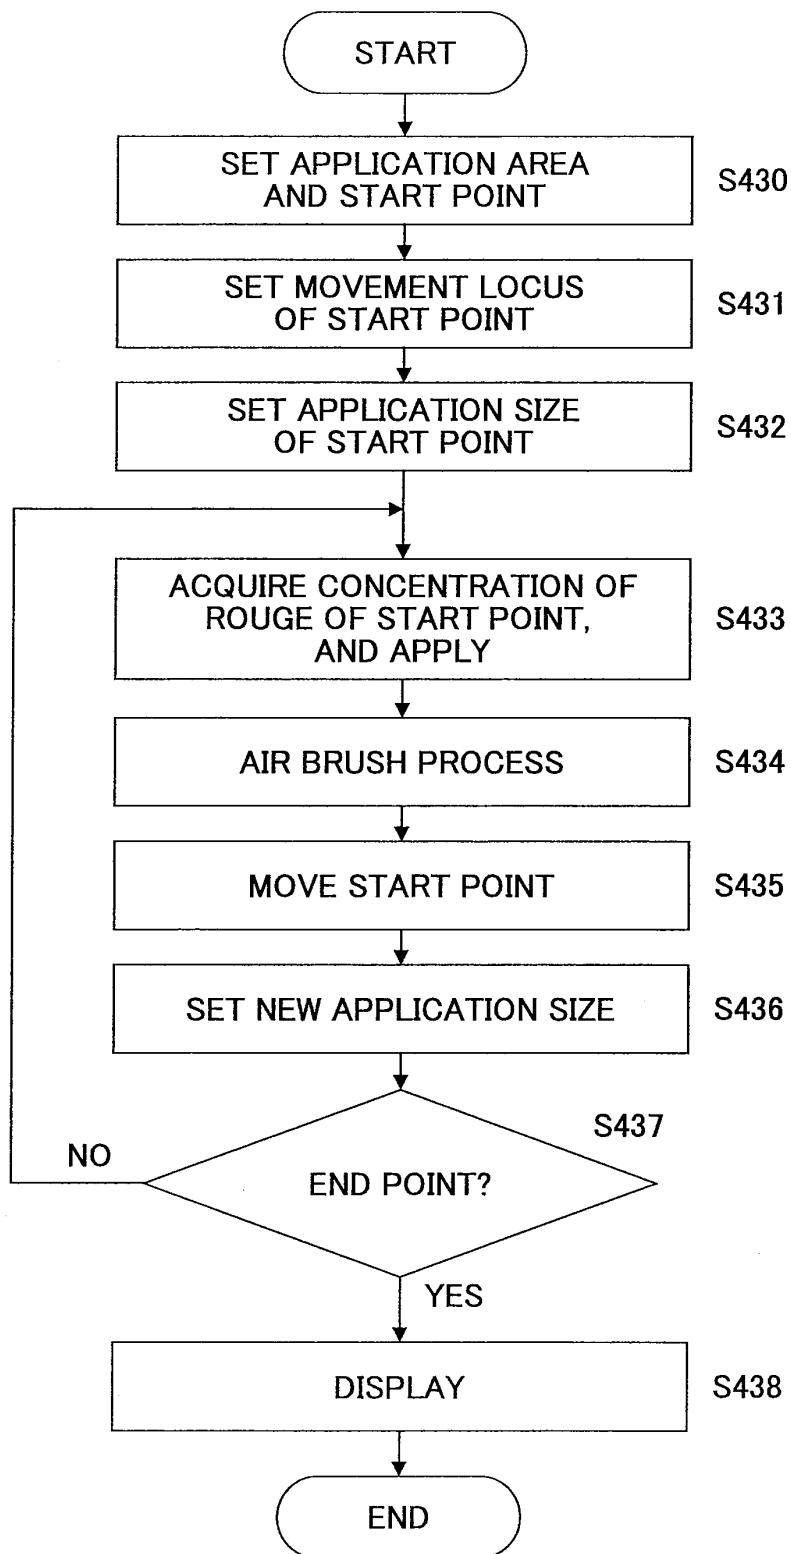 START
SET APPLICATION AREA
AND START POINT
S430
SET MOVEMENT LOCUS
OF START POINT
S431
SET APPLICATION SIZE
OF START POINT
S432
ACQUIRE CONCENTRATION OF
ROUGE OF START POINT,
AND APPLY
S433
AIR BRUSH PROCESS
S434
MOVE START POINT
S435
SET NEW APPLICATION SIZE
S436
S437
NO
END POINT?
YES
DISPLAY
S438
END